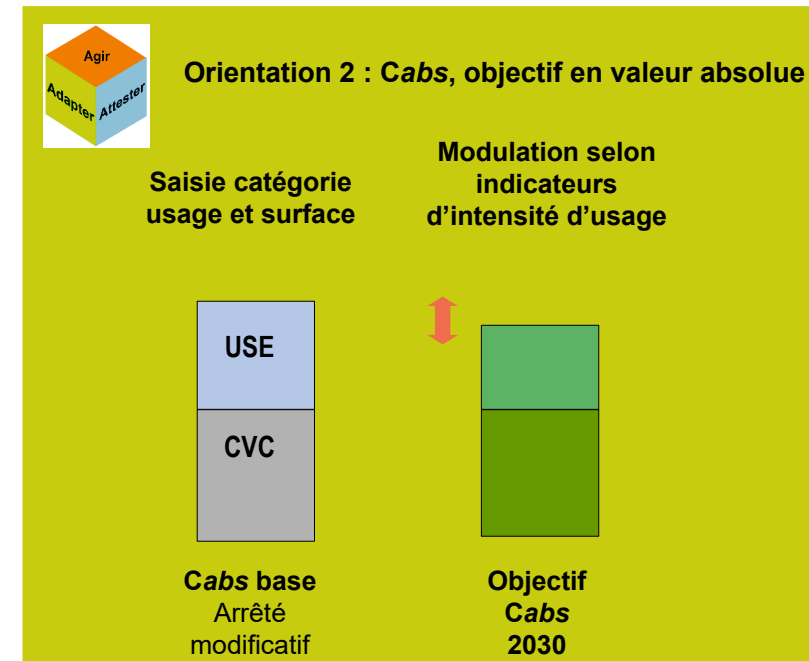 Agir
Adapter
Attester
Orientation 2 : Cabs, objectif en valeur absolue
Saisie catégorie
usage et surface
Modulation selon
indicateurs
d'intensité d'usage
USE
CVC
Cabs base
Arrêté
modificatif
Objectif
Cabs
2030